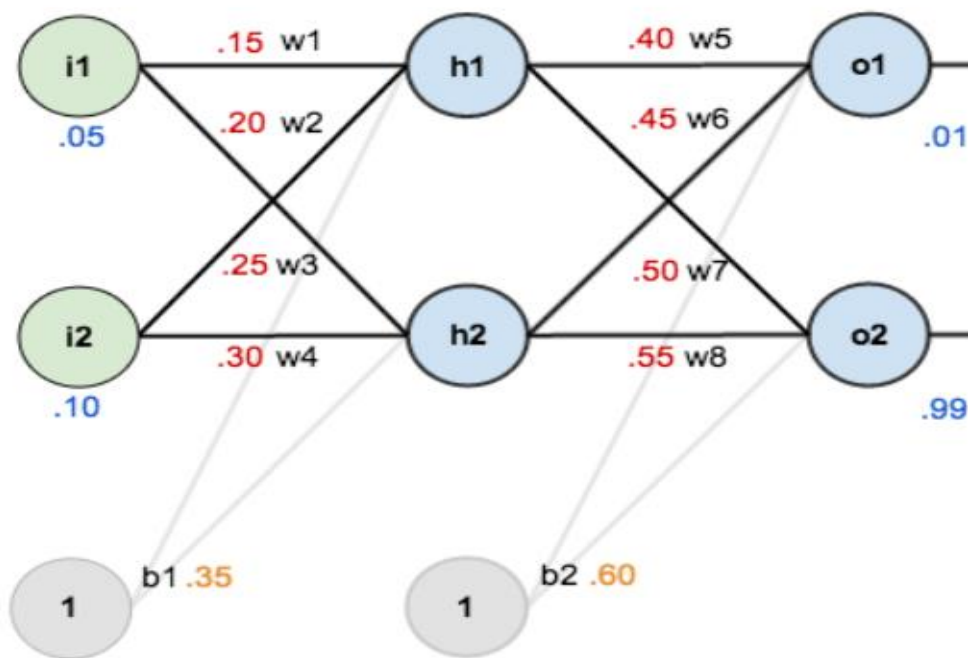 .15 w1
.40 w5
i1
h1
o1
.20 w2
.45 w6
.05
.01
.25 w3
.50 w7
i2
h2
o2
.30 w4
.55 w8
.10
.99
b1 .35
b2 .60
1
1